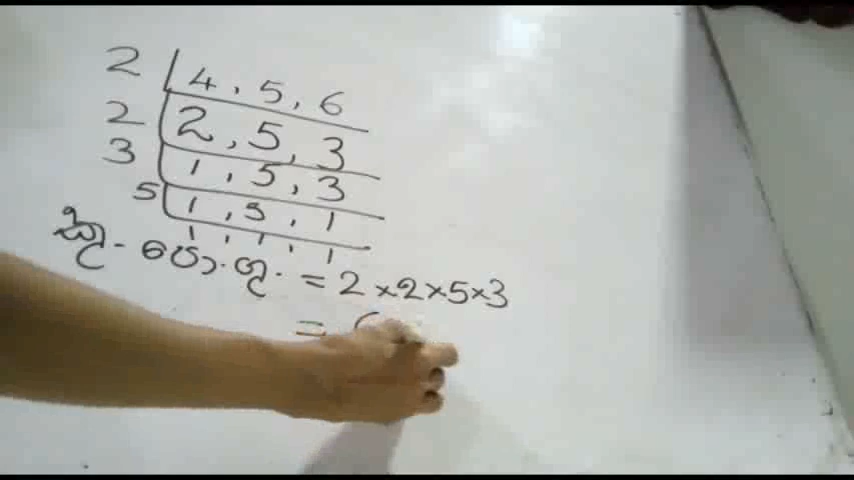 2 | 4, 5, 6
2 | 2, 5, 3
3 | 1, 5, 3
5 | 1, 5, 1
1, 1, 1
කු. පො. ගු. = 2 × 2 × 5 × 3
=